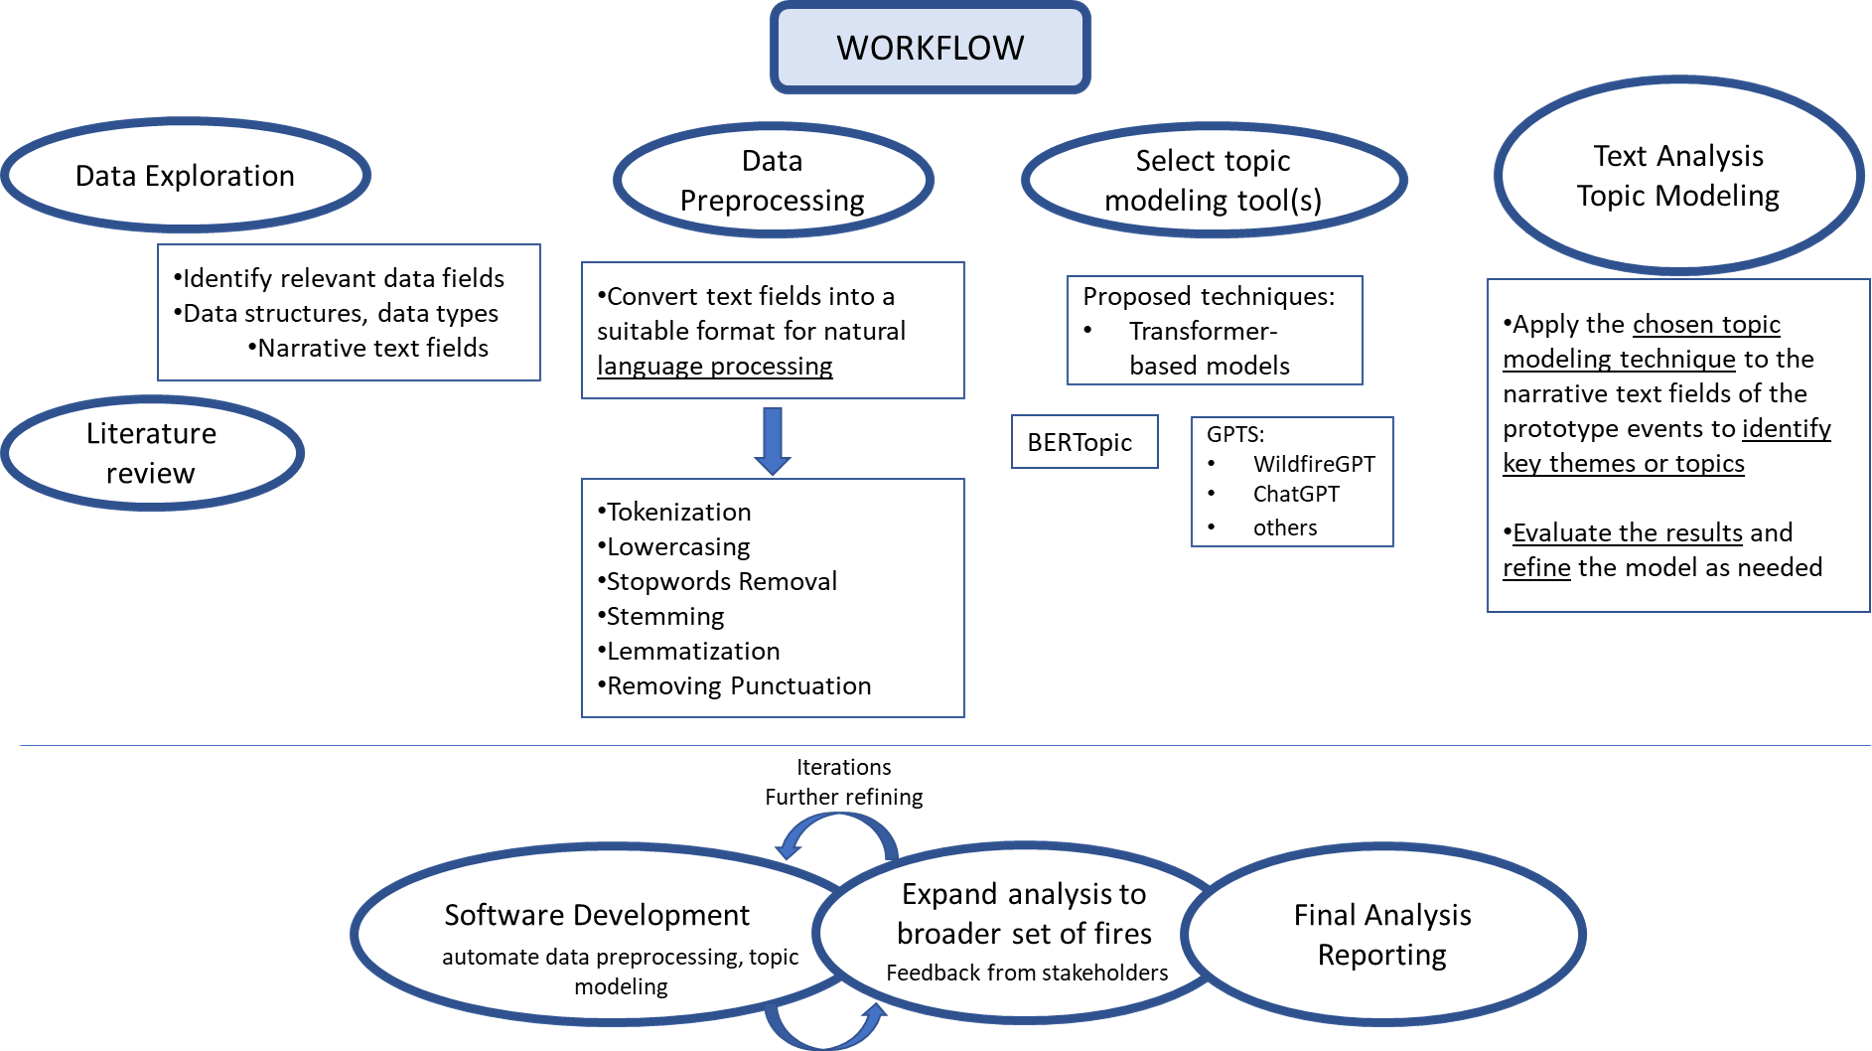 WORKFLOW
Data Exploration
•Identify relevant data fields
•Data structures, data types
•Narrative text fields
Literature
review
Data
Preprocessing
•Convert text fields into a
suitable format for natural
language processing
•Tokenization
•Lowercasing
•Stopwords Removal
•Stemming
•Lemmatization
•Removing Punctuation
Select topic
modeling tool(s)
Proposed techniques:
• Transformer-
based models
BERTopic
GPTS:
• WildfireGPT
• ChatGPT
• others
Text Analysis
Topic Modeling
•Apply the chosen topic
modeling technique to the
narrative text fields of the
prototype events to identify
key themes or topics
•Evaluate the results and
refine the model as needed
Iterations
Further refining
Software Development
automate data preprocessing, topic
modeling
Expand analysis to
broader set of fires
Feedback from stakeholders
Final Analysis
Reporting